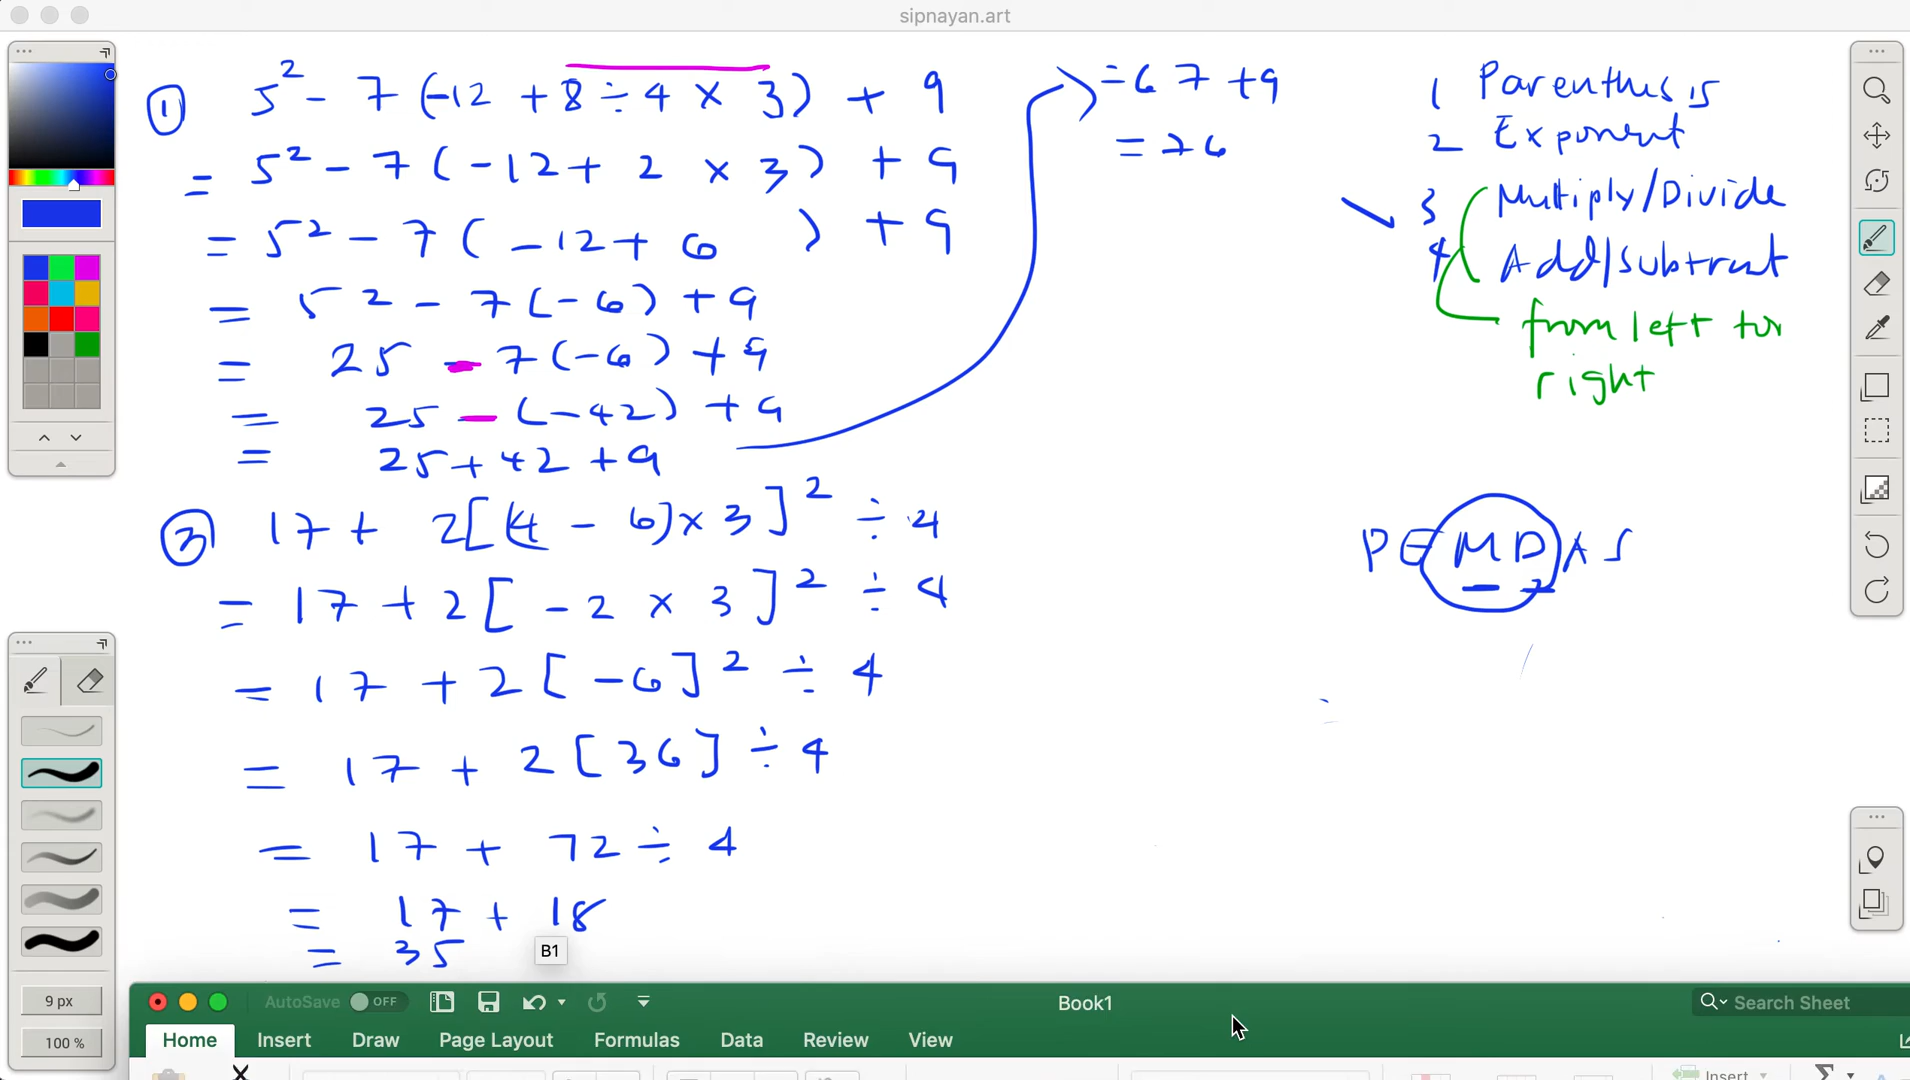 sipnayan.art
① 5² - 7 (-12 + 8 ÷ 4 × 3) + 9
= 5² - 7 (-12 + 2 × 3) + 9
= 5² - 7 ( -12 + 6 ) + 9
= 5² - 7 (-6) + 9
= 25 - 7 (-6) + 9
= 25 - (-42) + 9
= 25 + 42 + 9
= 67 + 9
= 76
1 Parenthesis
2 Exponent
3 Multiply/Divide
4 Add/Subtract
from left to
right
PEMDAS
③ 17 + 2[(4 - 6) × 3]² ÷ 4
= 17 + 2 [ -2 × 3 ]² ÷ 4
= 17 + 2 [ -6 ]² ÷ 4
= 17 + 2 [ 36 ] ÷ 4
= 17 + 72 ÷ 4
= 17 + 18
= 35
B1
9 px
100 %
AutoSave OFF
Book1
Search Sheet
Home Insert Draw Page Layout Formulas Data Review View
Insert